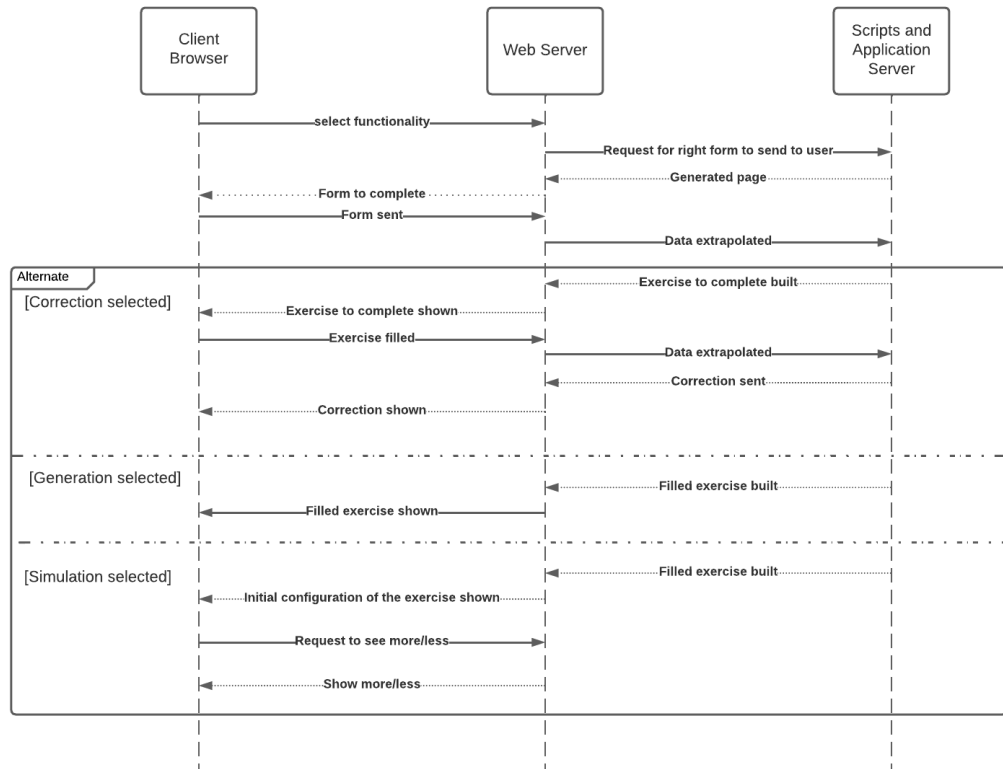 Client
Browser
Web Server
Scripts and
Application
Server
select functionality
Request for right form to send to user
Generated page
Form to complete
Form sent
Data extrapolated
Alternate
[Correction selected]
Exercise to complete built
Exercise to complete shown
Exercise filled
Data extrapolated
Correction sent
Correction shown
[Generation selected]
Filled exercise built
Filled exercise shown
[Simulation selected]
Filled exercise built
Initial configuration of the exercise shown
Request to see more/less
Show more/less